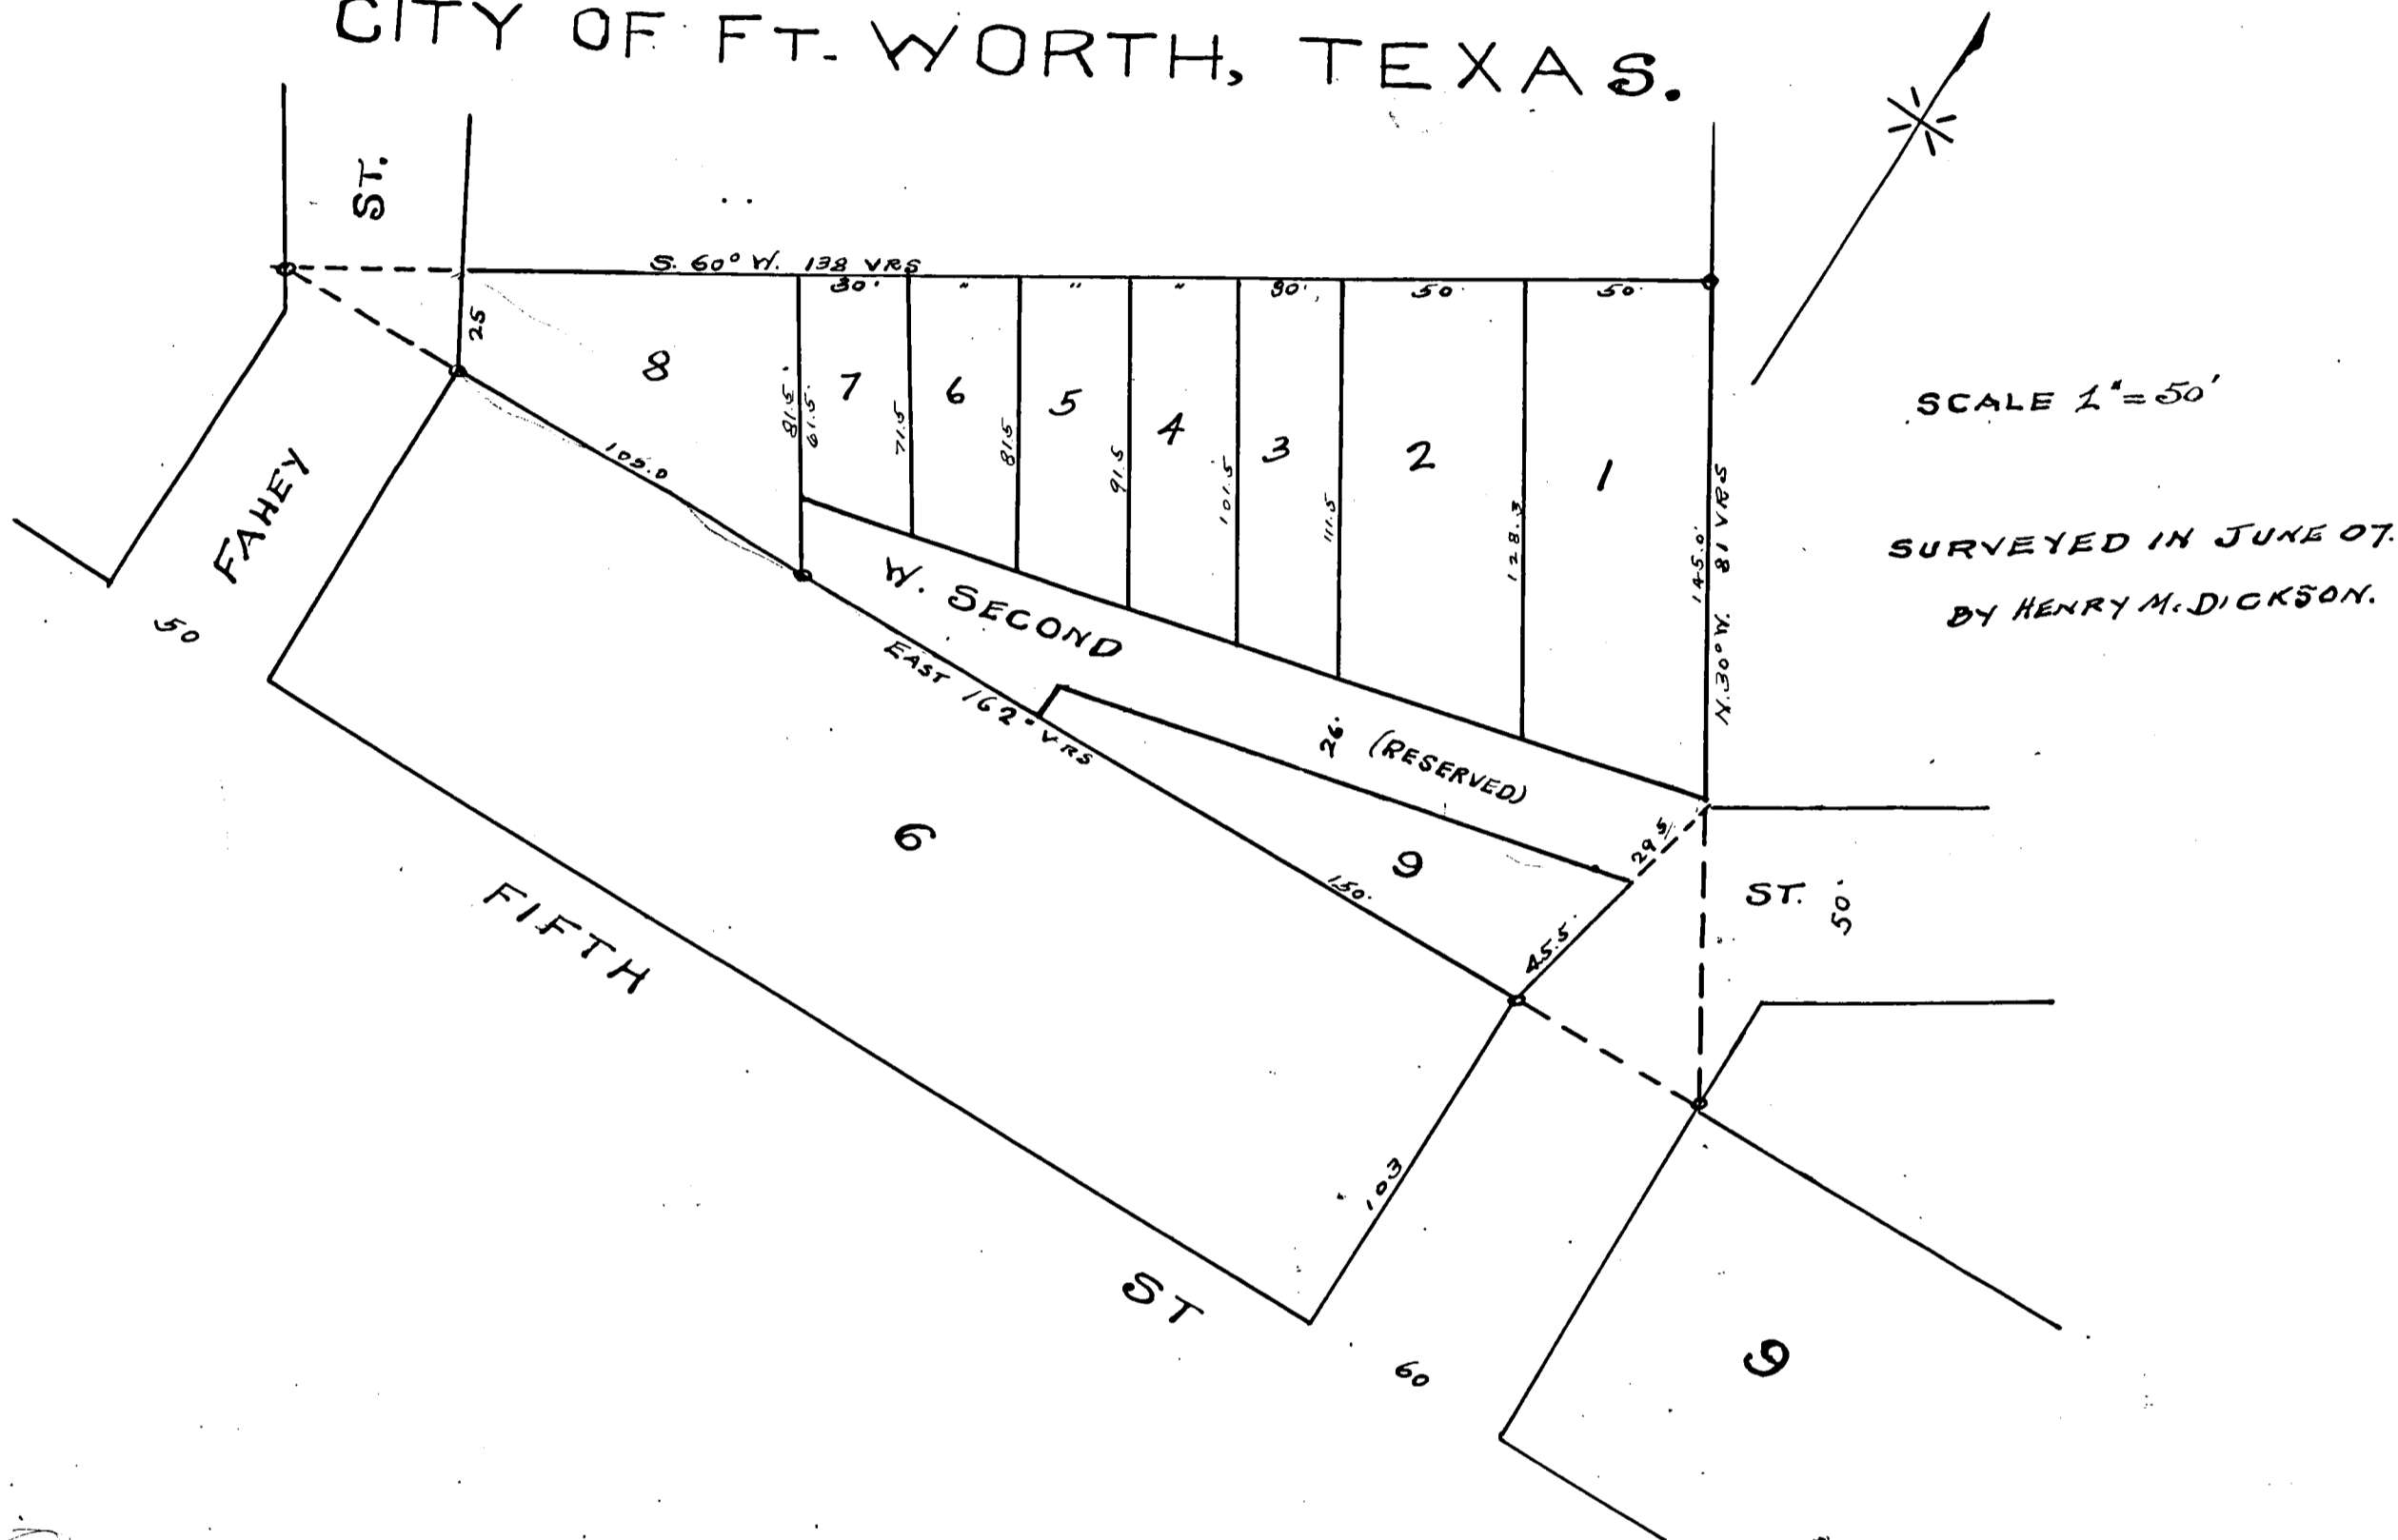 CITY OF FT. WORTH, TEXAS.
ST.
S. 60° W. 138 VRS
30' " " " 30' 50' 50'
25
8
7
6
5
4
3
2
1
81.5'
61.5'
71.5
81.5
91.5
101.5
111.5
128.3
145.0'
N. 30° W. 81 VRS
SCALE 1"=50'
SURVEYED IN JUNE 07.
BY HENRY M. DICKSON.
105.0
FAHEY
50
W. SECOND
EAST 162 VRS
26' (RESERVED)
29.5
ST. 50'
6
9
150.
45.5'
FIFTH
ST
103
60
9